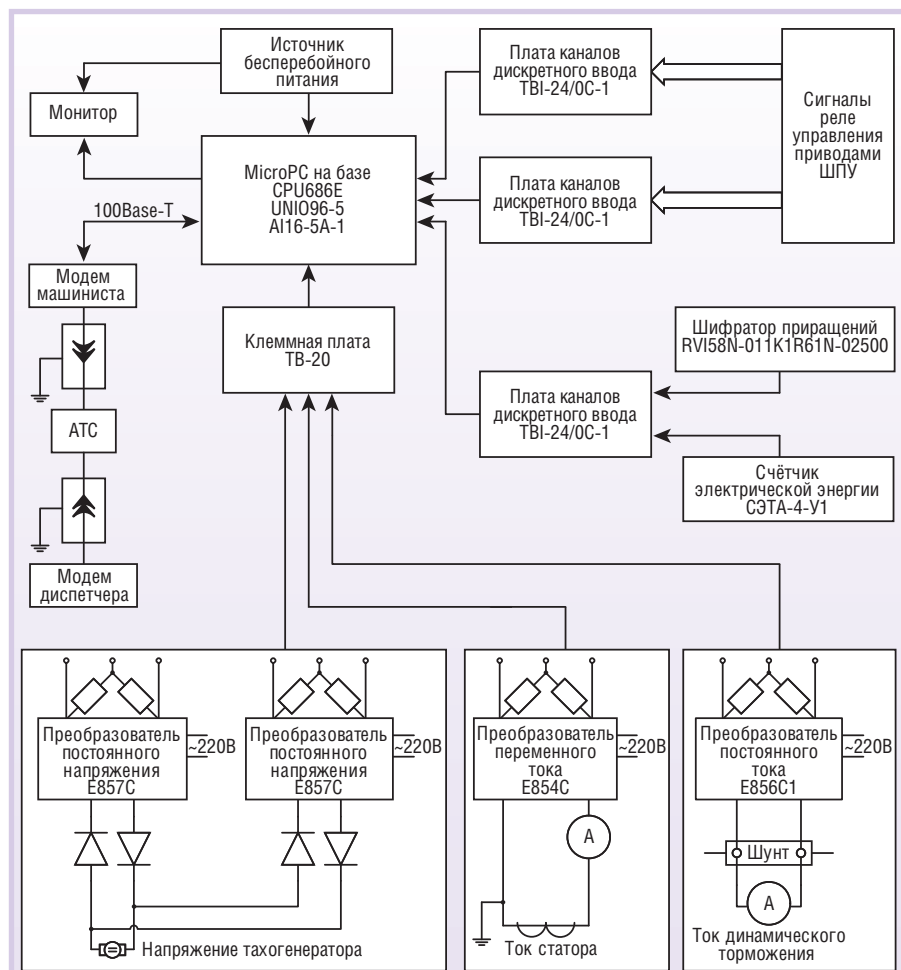 Источник
бесперебойного
питания
Монитор
MicroPC на базе
CPU686E
UNIO96-5
AI16-5A-1
100Base-T
Плата каналов
дискретного ввода
TBI-24/0C-1
Плата каналов
дискретного ввода
TBI-24/0C-1
Сигналы
реле
управления
приводами
ШПУ
Модем
машиниста
АТС
Модем
диспетчера
Клеммная плата
TB-20
Шифратор приращений
RVI58N-011K1R61N-02500
Плата каналов
дискретного ввода
TBI-24/0C-1
Счётчик
электрической энергии
СЭТА-4-У1
Преобразователь
постоянного
напряжения
E857C
~220В
Преобразователь
постоянного
напряжения
E857C
~220В
Напряжение тахогенератора
Преобразователь
переменного
тока
E854C
~220В
А
Ток статора
Преобразователь
постоянного
тока
E856C1
~220В
Шунт
А
Ток динамического
торможения